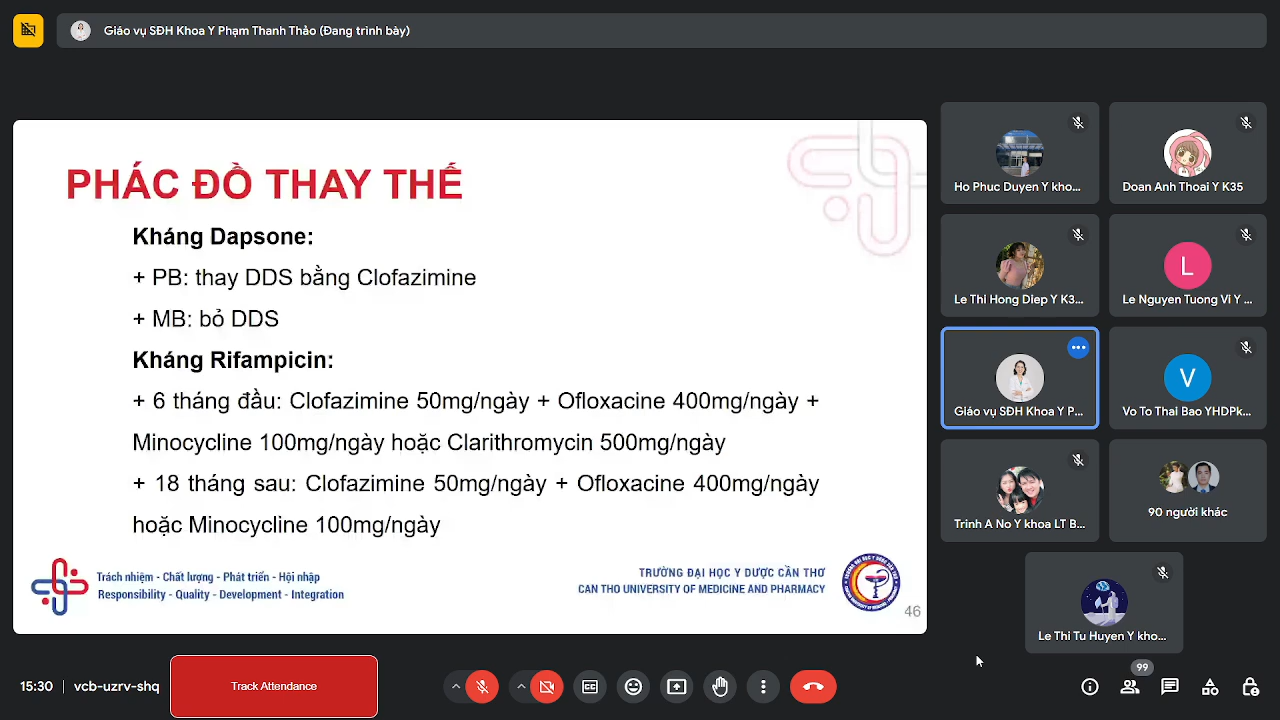 Giáo vụ SĐH Khoa Y Phạm Thanh Thảo (Đang trình bày)
PHÁC ĐỒ THAY THẾ
Kháng Dapsone:
+ PB: thay DDS bằng Clofazimine
+ MB: bỏ DDS
Kháng Rifampicin:
+ 6 tháng đầu: Clofazimine 50mg/ngày + Ofloxacine 400mg/ngày +
Minocycline 100mg/ngày hoặc Clarithromycin 500mg/ngày
+ 18 tháng sau: Clofazimine 50mg/ngày + Ofloxacine 400mg/ngày
hoặc Minocycline 100mg/ngày
Trách nhiệm - Chất lượng - Phát triển - Hội nhập
Responsibility - Quality - Development - Integration
TRƯỜNG ĐẠI HỌC Y DƯỢC CẦN THƠ
CAN THO UNIVERSITY OF MEDICINE AND PHARMACY
46
Ho Phuc Duyen Y kho...
Doan Anh Thoai Y K35
Le Thi Hong Diep Y K3...
L
Le Nguyen Tuong Vi Y ...
Giáo vụ SĐH Khoa Y P...
V
Vo To Thai Bao YHDPk...
Trinh A No Y khoa LT B...
90 người khác
Le Thi Tu Huyen Y kho...
15:30 | vcb-uzrv-shq
Track Attendance
99